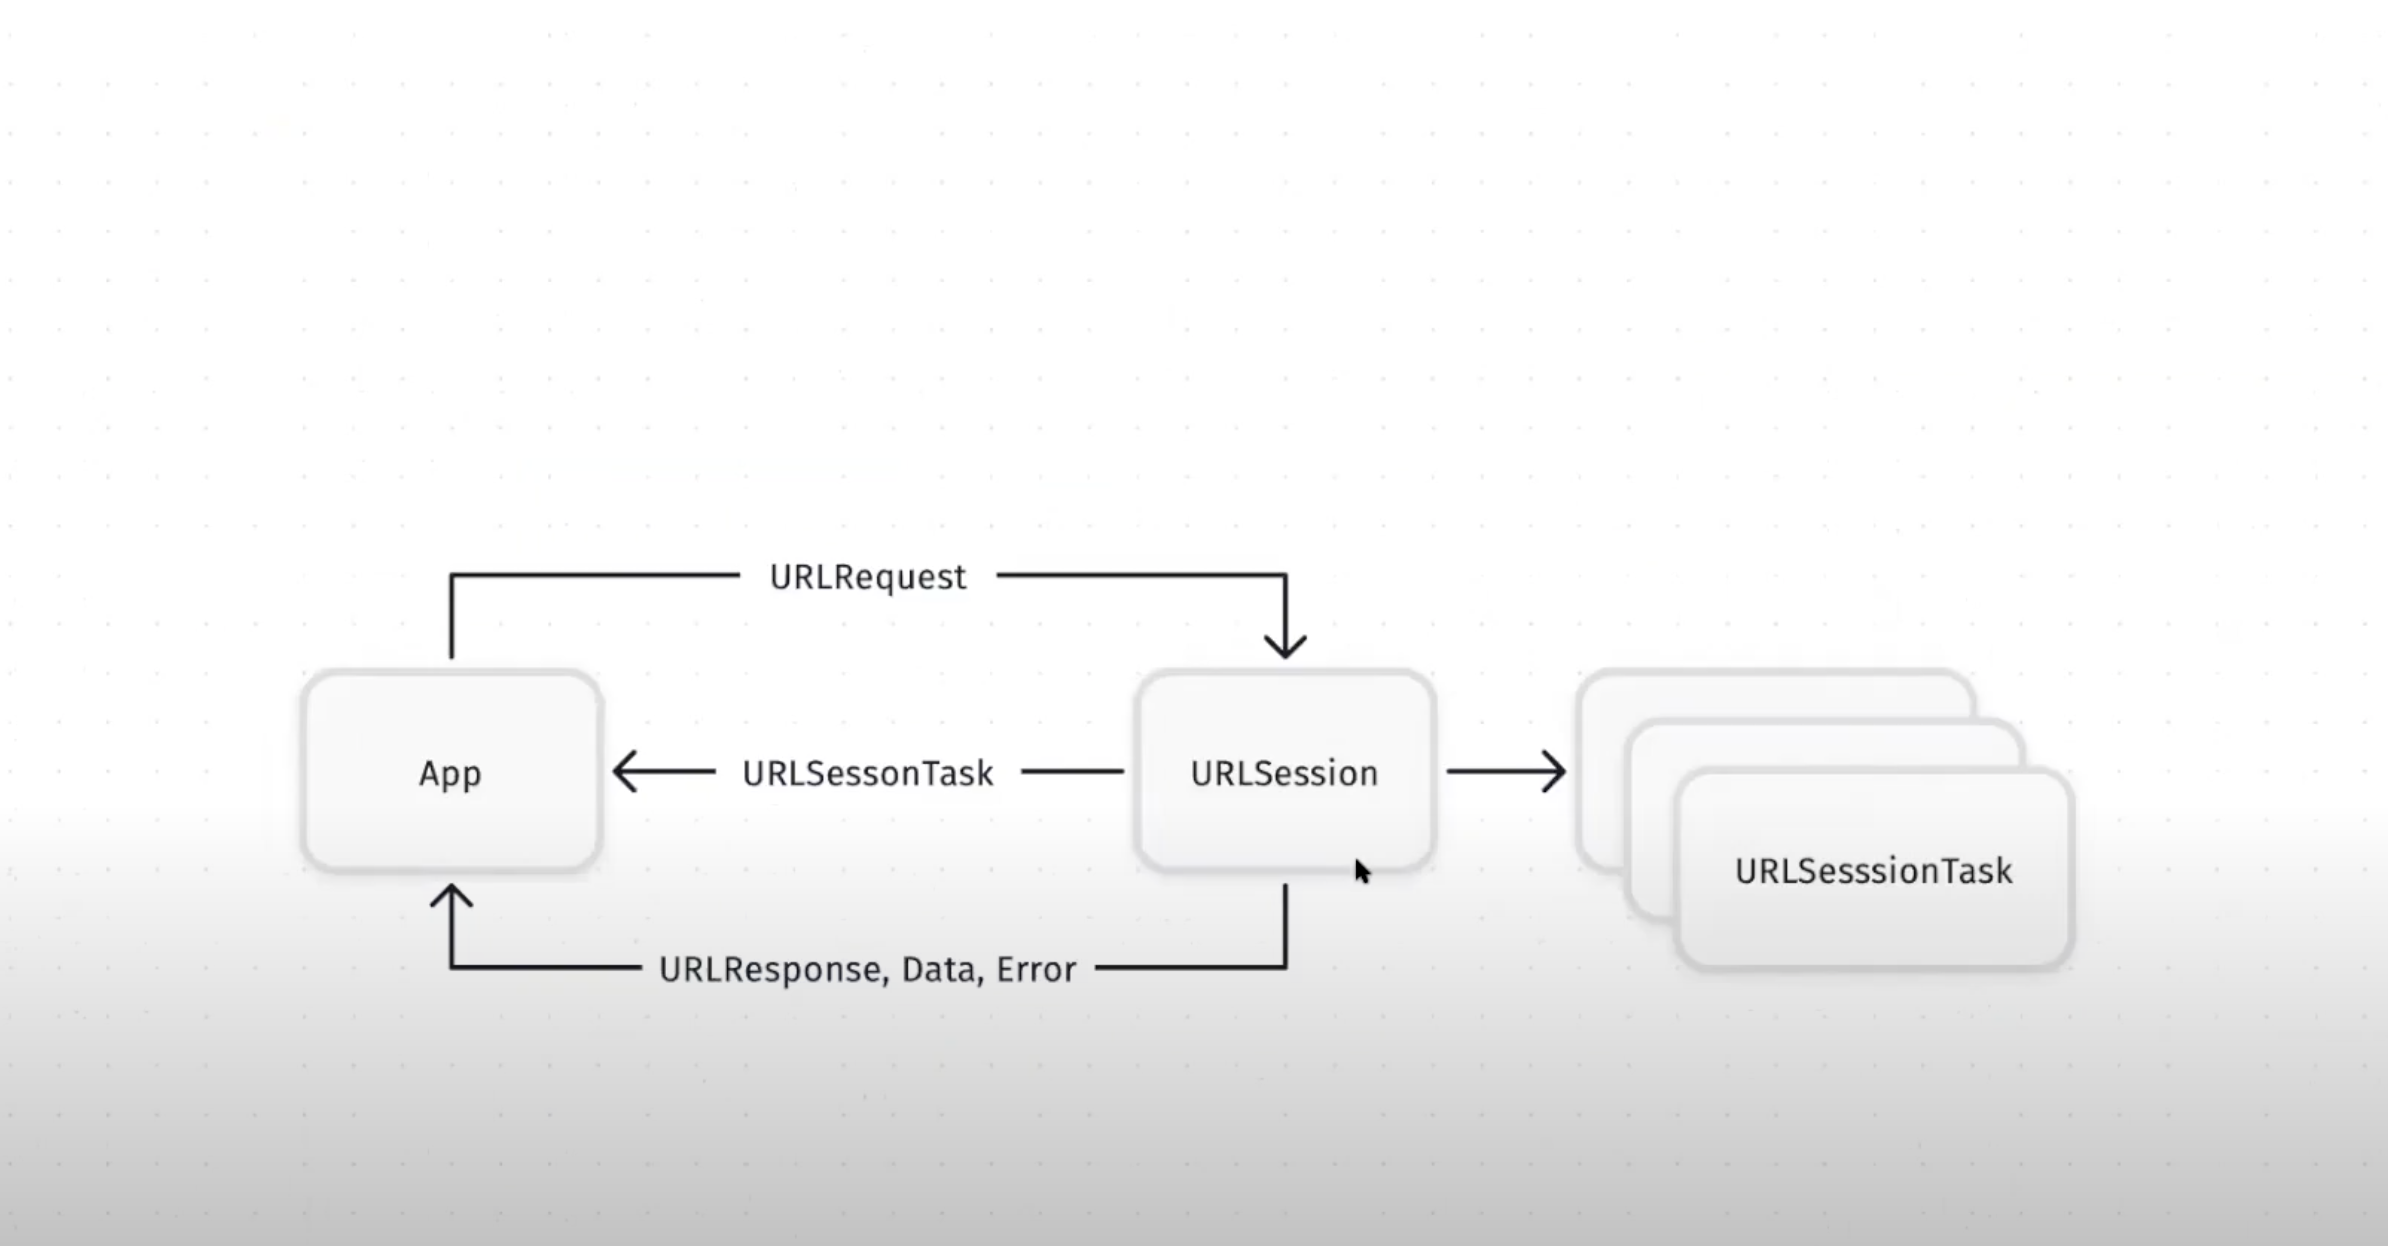 URLRequest
App
URLSessonTask
URLSession
URLSesssionTask
URLResponse, Data, Error